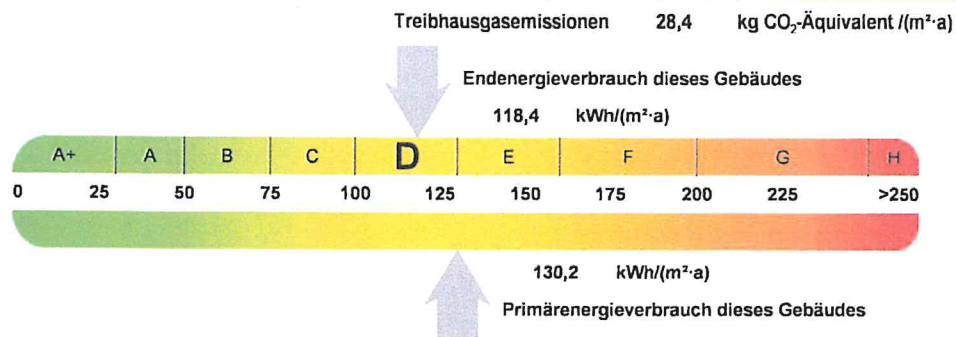 Treibhausgasemissionen 28,4 kg CO₂-Äquivalent /(m²·a)
Endenergieverbrauch dieses Gebäudes
118,4 kWh/(m²·a)
A+ A B C D E F G H
0 25 50 75 100 125 150 175 200 225 >250
130,2 kWh/(m²·a)
Primärenergieverbrauch dieses Gebäudes